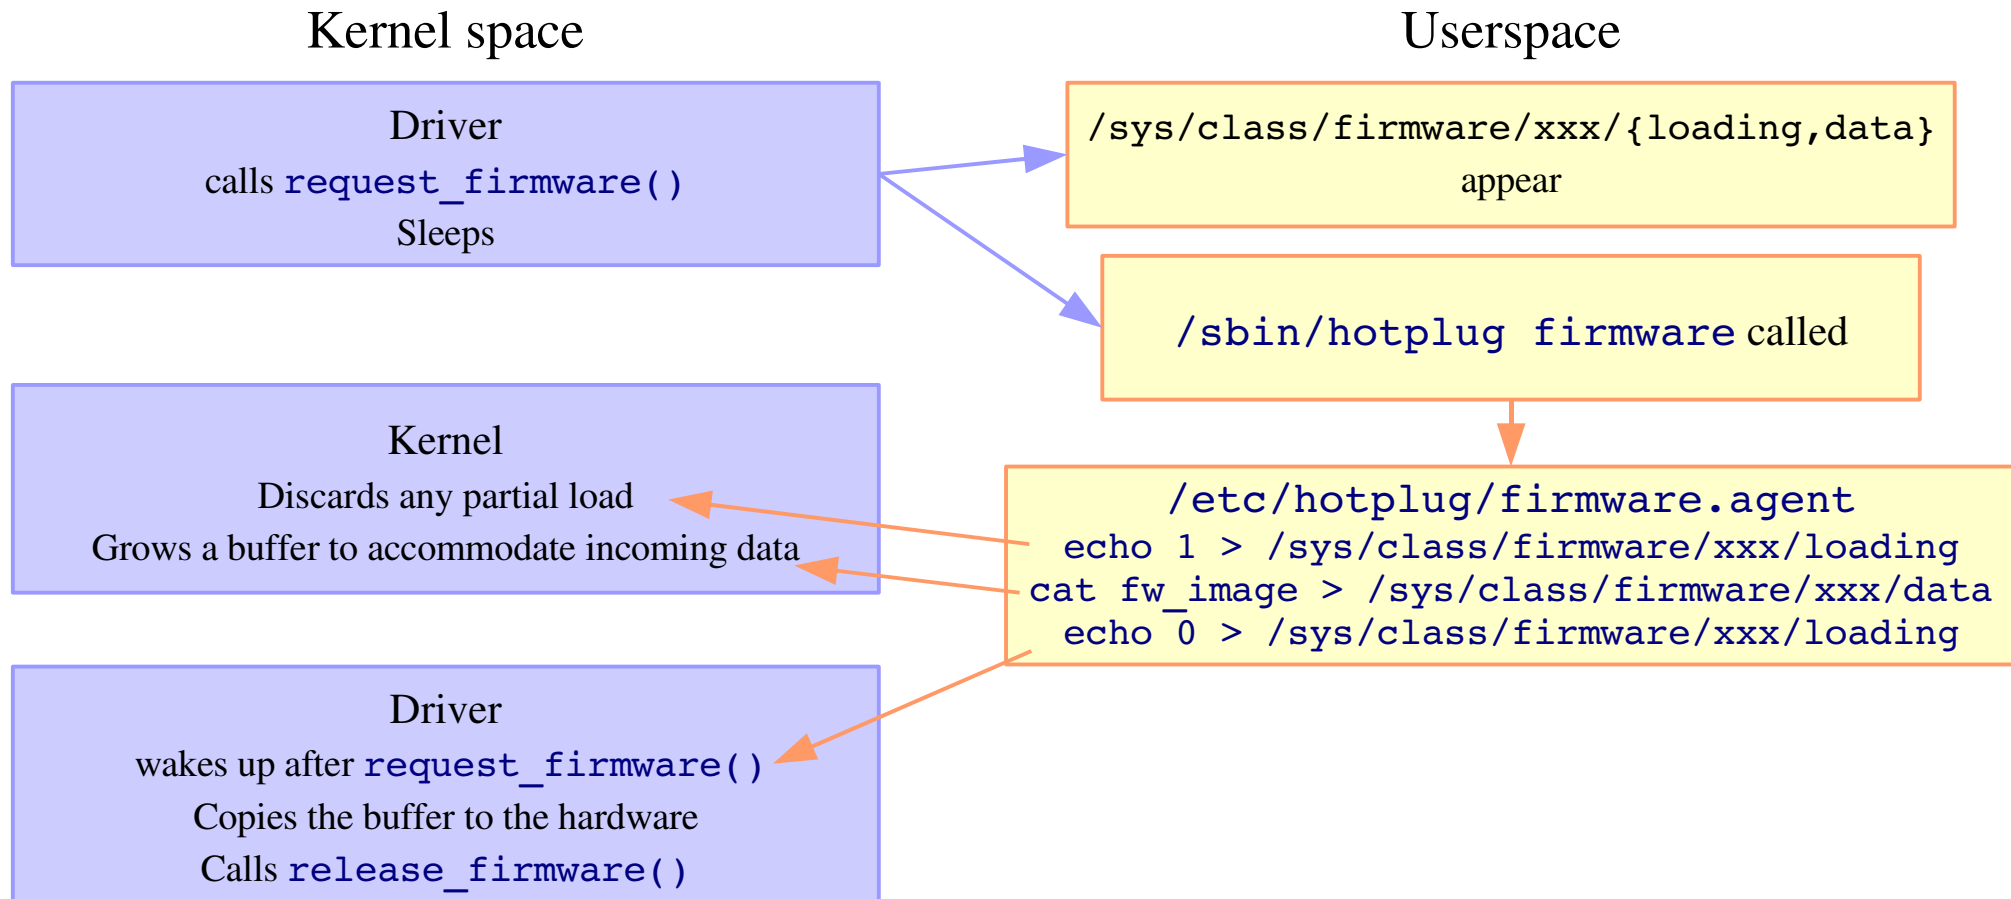 Kernel space
Userspace
Driver
calls request_firmware()
Sleeps
/sys/class/firmware/xxx/{loading,data}
appear
/sbin/hotplug firmware called
Kernel
Discards any partial load
Grows a buffer to accommodate incoming data
/etc/hotplug/firmware.agent
echo 1 > /sys/class/firmware/xxx/loading
cat fw_image > /sys/class/firmware/xxx/data
echo 0 > /sys/class/firmware/xxx/loading
Driver
wakes up after request_firmware()
Copies the buffer to the hardware
Calls release_firmware()